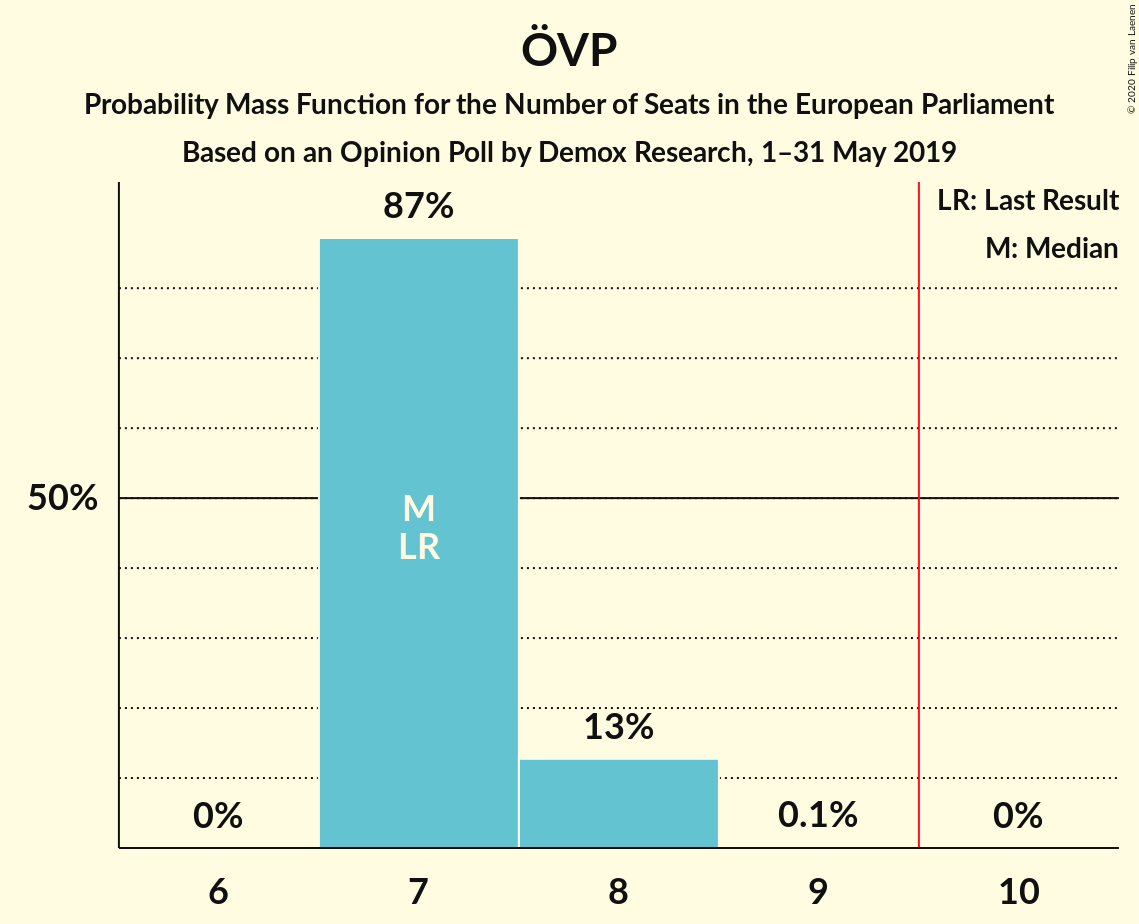 ÖVP
Probability Mass Function for the Number of Seats in the European Parliament
Based on an Opinion Poll by Demox Research, 1–31 May 2019
© 2020 Filip van Laenen
LR: Last Result
M: Median
87%
50%
M
LR
13%
0%
0.1%
0%
6
7
8
9
10